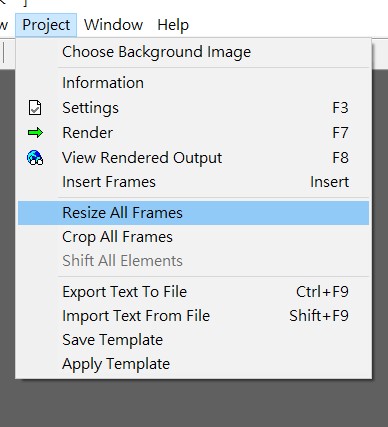 Project Window Help
Choose Background Image
Information
Settings F3
Render F7
View Rendered Output F8
Insert Frames Insert
Resize All Frames
Crop All Frames
Shift All Elements
Export Text To File Ctrl+F9
Import Text From File Shift+F9
Save Template
Apply Template